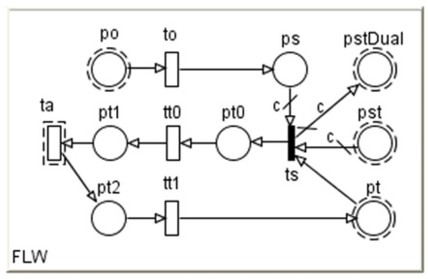 po to ps pstDual
c c
ta pt1 tt0 pt0 c pst
ts
pt2 tt1 pt
FLW